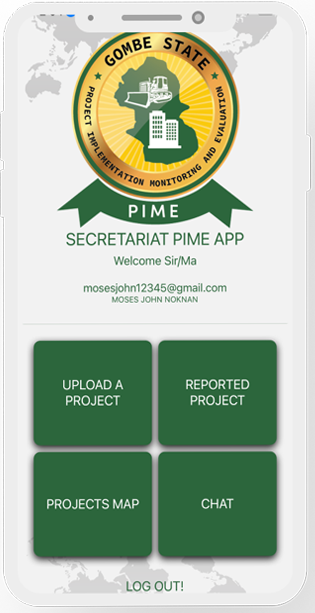 GOMBE STATE
PROJECT IMPLEMENTATION MONITORING AND EVALUATION
PIME
SECRETARIAT PIME APP
Welcome Sir/Ma
mosesjohn12345@gmail.com
MOSES JOHN NOKNAN
UPLOAD A
PROJECT
REPORTED
PROJECT
PROJECTS MAP
CHAT
LOG OUT!